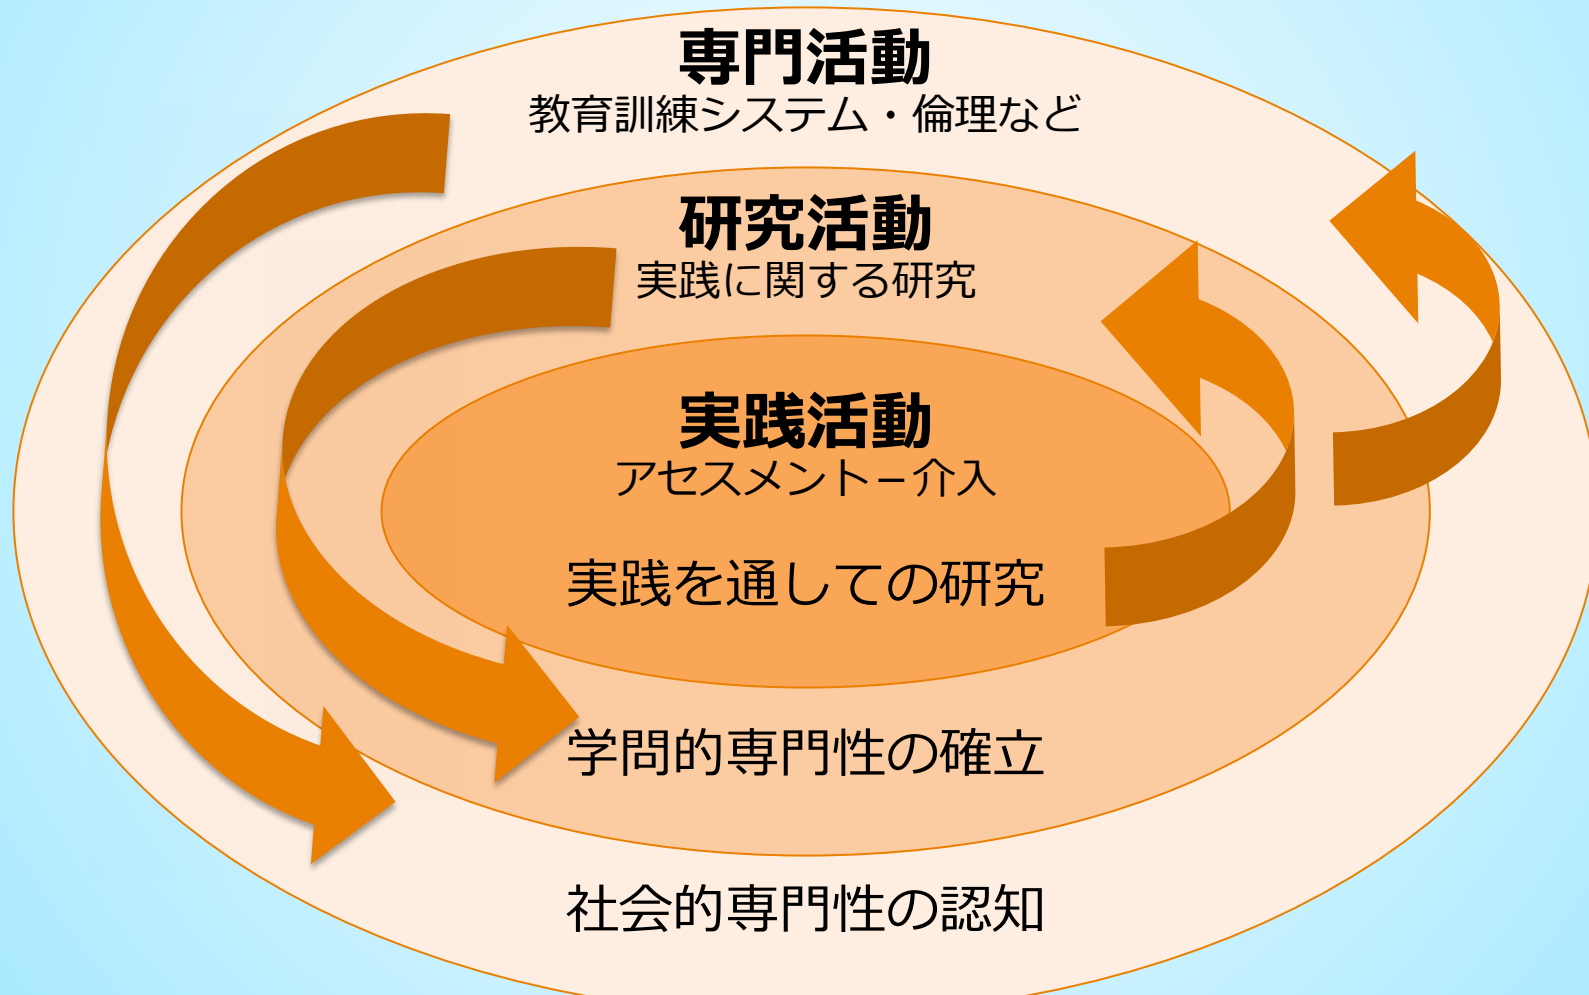 専門活動
教育訓練システム・倫理など
研究活動
実践に関する研究
実践活動
アセスメント－介入
実践を通しての研究
学問的専門性の確立
社会的専門性の認知